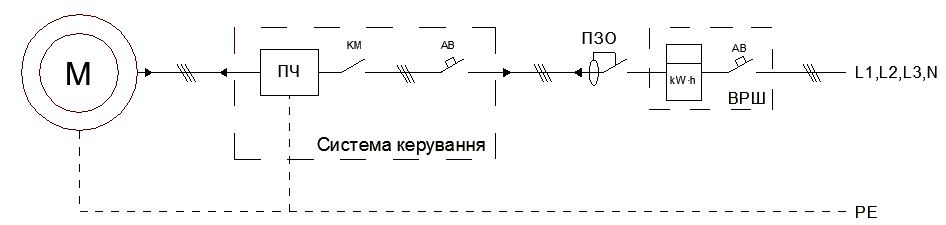 M
ПЧ
КМ
АВ
Система керування
ПЗО
kW·h
АВ
ВРШ
L1,L2,L3,N
PE